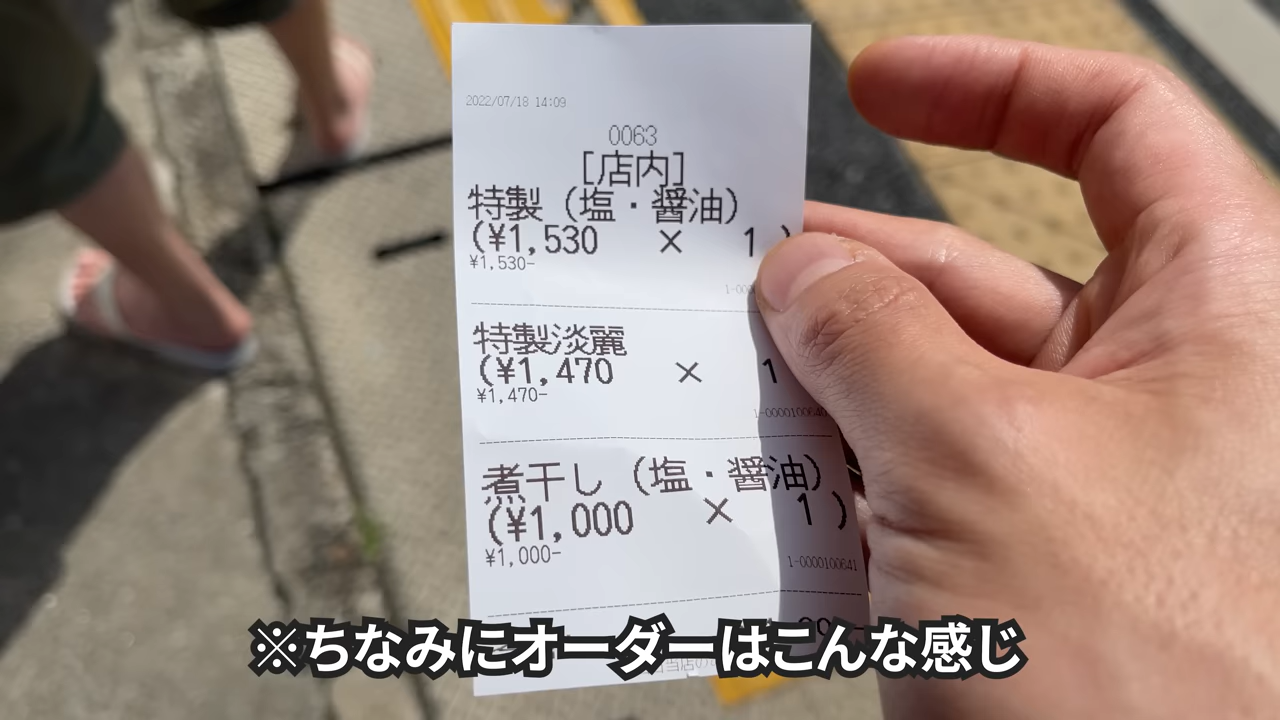 2022/07/18 14:09
0063
[店内]
特製（塩・醤油）
(¥1,530 × 1 )
¥1,530-
特製淡麗
(¥1,470 × 1
¥1,470-
1-0000100640
煮干し（塩・醤油）
(¥1,000 × 1 )
¥1,000-
1-0000100641
※ちなみにオーダーはこんな感じ